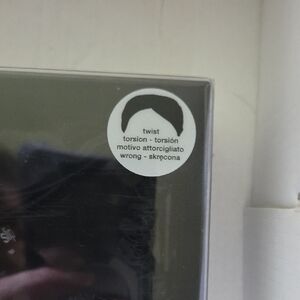 twist
torsion - torsión
motivo attorcigliato
wrong - skręcona